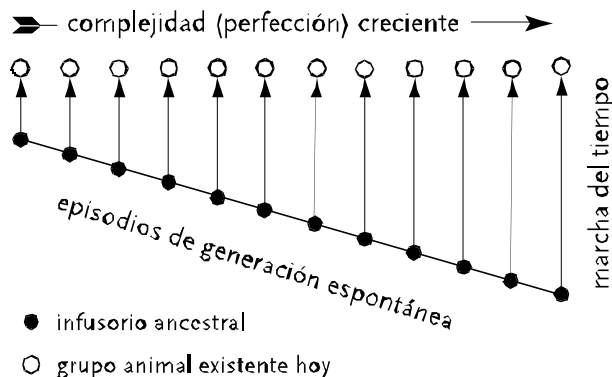 complejidad (perfección) creciente
marcha del tiempo
episodios de generación espontánea
infusorio ancestral
grupo animal existente hoy